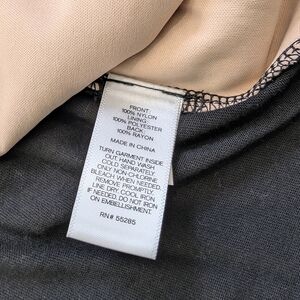 FRONT:
100% NYLON
LINING:
100% POLYESTER
BACK:
100% RAYON
MADE IN CHINA
TURN GARMENT INSIDE
OUT. HAND WASH
COLD SEPARATELY.
ONLY NON-CHLORINE
BLEACH WHEN NEEDED.
REMOVE PROMPTLY.
LINE DRY. COOL IRON
IF NEEDED. DO NOT IRON
ON EMBELLISHMENT.
RN# 55285